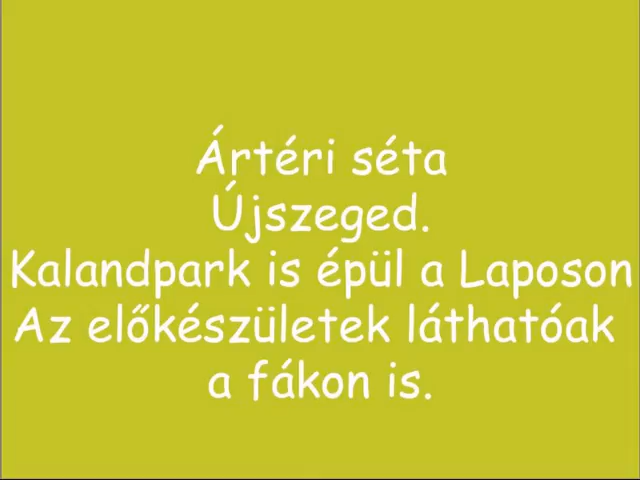 Ártéri séta
Újszeged.
Kalandpark is épül a Laposon
Az előkészületek láthatóak
a fákon is.